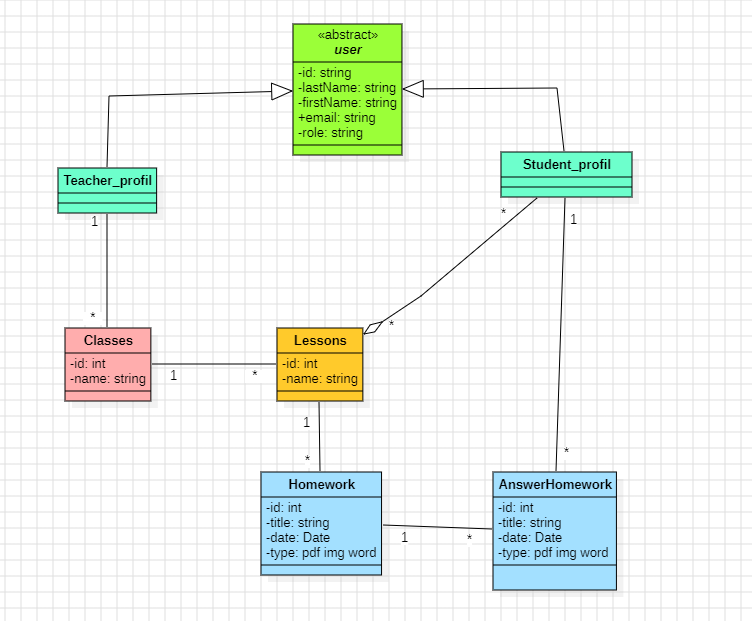 «abstract»
user
-id: string
-lastName: string
-firstName: string
+email: string
-role: string
Teacher_profil
Student_profil
1
*
*
1
*
*
Classes
-id: int
-name: string
1
*
Lessons
-id: int
-name: string
1
*
*
Homework
-id: int
-title: string
-date: Date
-type: pdf img word
1
*
AnswerHomework
-id: int
-title: string
-date: Date
-type: pdf img word